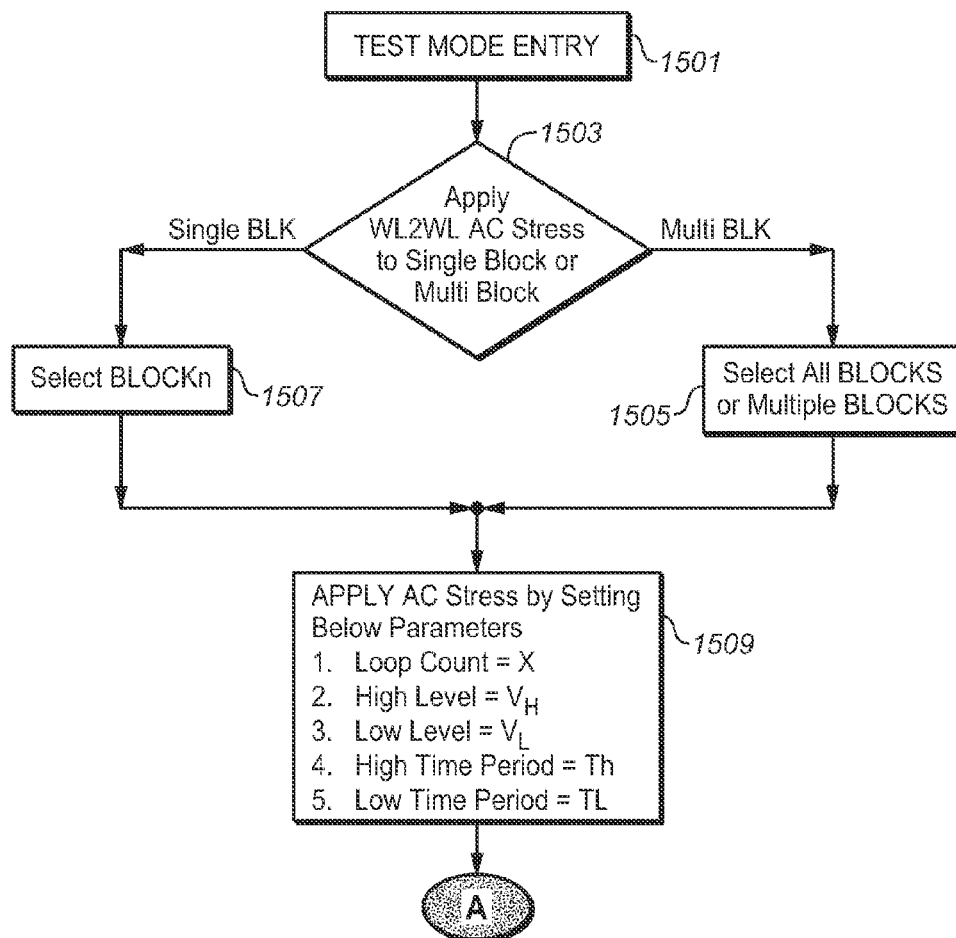 TEST MODE ENTRY
1501
1503
Apply
WL2WL AC Stress
to Single Block or
Multi Block
Single BLK
Multi BLK
Select BLOCKn
1507
Select All BLOCKS
or Multiple BLOCKS
1505
APPLY AC Stress by Setting
Below Parameters
1. Loop Count = X
2. High Level = V_H
3. Low Level = V_L
4. High Time Period = Th
5. Low Time Period = TL
1509
A